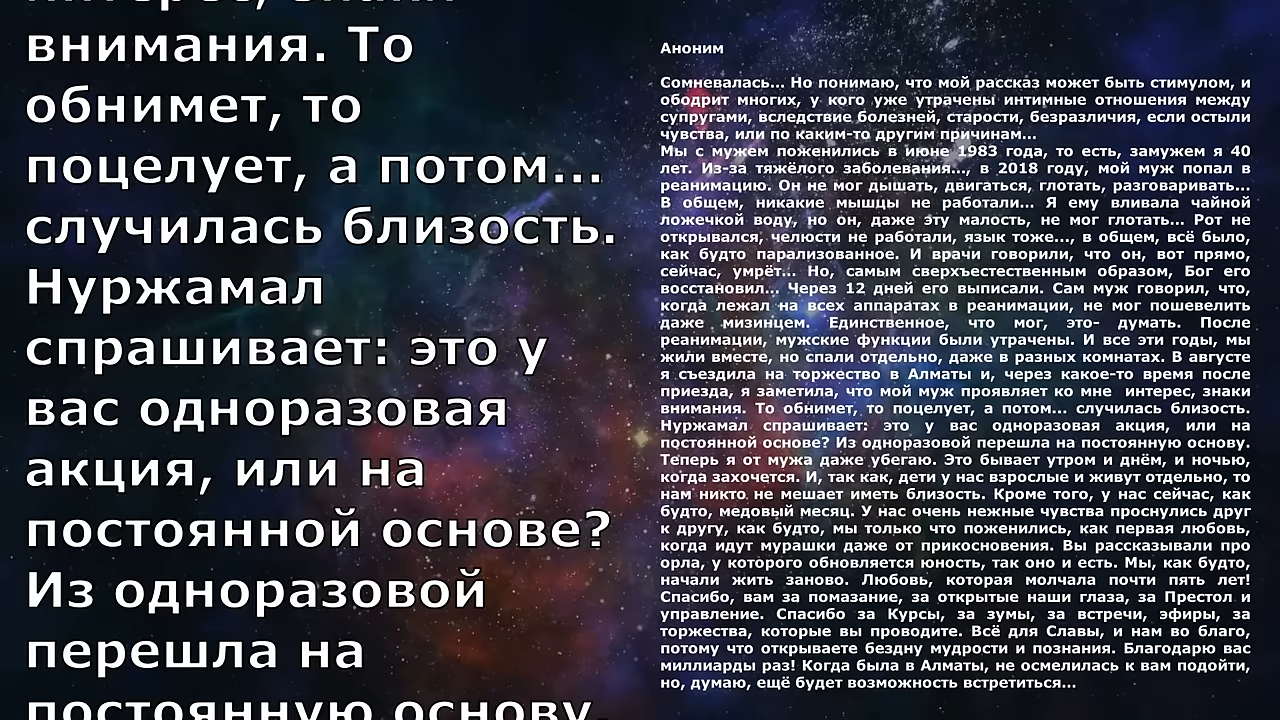 внимания. То
обнимет, то
поцелует, а потом...
случилась близость.
Нуржамал
спрашивает: это у
вас одноразовая
акция, или на
постоянной основе?
Из одноразовой
перешла на
постоянную основу.
Аноним
Сомневалась... Но понимаю, что мой рассказ может быть стимулом, и
ободрит многих, у кого уже утрачены интимные отношения между
супругами, вследствие болезней, старости, безразличия, если остыли
чувства, или по каким-то другим причинам...
Мы с мужем поженились в июне 1983 года, то есть, замужем я 40
лет. Из-за тяжёлого заболевания..., в 2018 году, мой муж попал в
реанимацию. Он не мог дышать, двигаться, глотать, разговаривать...
В общем, никакие мышцы не работали... Я ему вливала чайной
ложечкой воду, но он, даже эту малость, не мог глотать... Рот не
открывался, челюсти не работали, язык тоже..., в общем, всё было,
как будто парализованное. И врачи говорили, что он, вот прямо,
сейчас, умрёт... Но, самым сверхъестественным образом, Бог его
восстановил... Через 12 дней его выписали. Сам муж говорил, что,
когда лежал на всех аппаратах в реанимации, не мог пошевелить
даже мизинцем. Единственное, что мог, это- думать. После
реанимации, мужские функции были утрачены. И все эти годы, мы
жили вместе, но спали отдельно, даже в разных комнатах. В августе
я съездила на торжество в Алматы и, через какое-то время после
приезда, я заметила, что мой муж проявляет ко мне интерес, знаки
внимания. То обнимет, то поцелует, а потом... случилась близость.
Нуржамал спрашивает: это у вас одноразовая акция, или на
постоянной основе? Из одноразовой перешла на постоянную основу.
Теперь я от мужа даже убегаю. Это бывает утром и днём, и ночью,
когда захочется. И, так как, дети у нас взрослые и живут отдельно, то
нам никто не мешает иметь близость. Кроме того, у нас сейчас, как
будто, медовый месяц. У нас очень нежные чувства проснулись друг
к другу, как будто, мы только что поженились, как первая любовь,
когда идут мурашки даже от прикосновения. Вы рассказывали про
орла, у которого обновляется юность, так оно и есть. Мы, как будто,
начали жить заново. Любовь, которая молчала почти пять лет!
Спасибо, вам за помазание, за открытые наши глаза, за Престол и
управление. Спасибо за Курсы, за зумы, за встречи, эфиры, за
торжества, которые вы проводите. Всё для Славы, и нам во благо,
потому что открываете бездну мудрости и познания. Благодарю вас
миллиарды раз! Когда была в Алматы, не осмелилась к вам подойти,
но, думаю, ещё будет возможность встретиться...